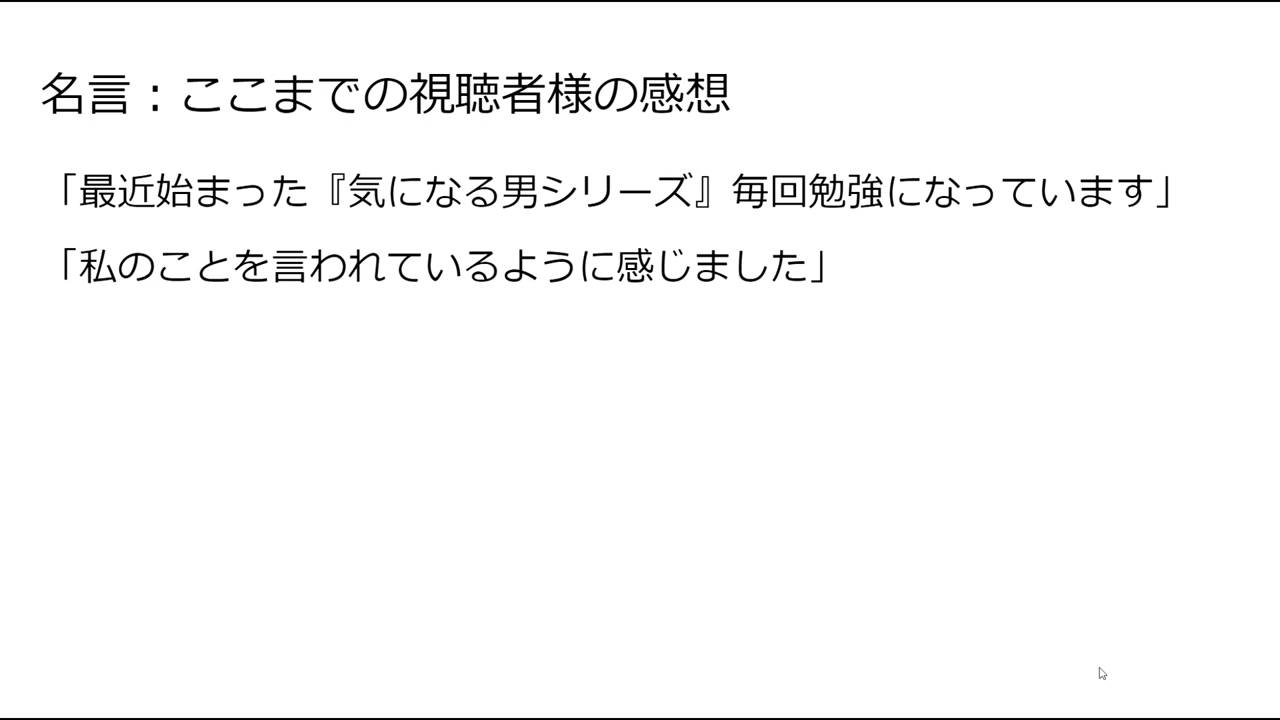 名言：ここまでの視聴者様の感想
「最近始まった『気になる男シリーズ』毎回勉強になっています」
「私のことを言われているように感じました」